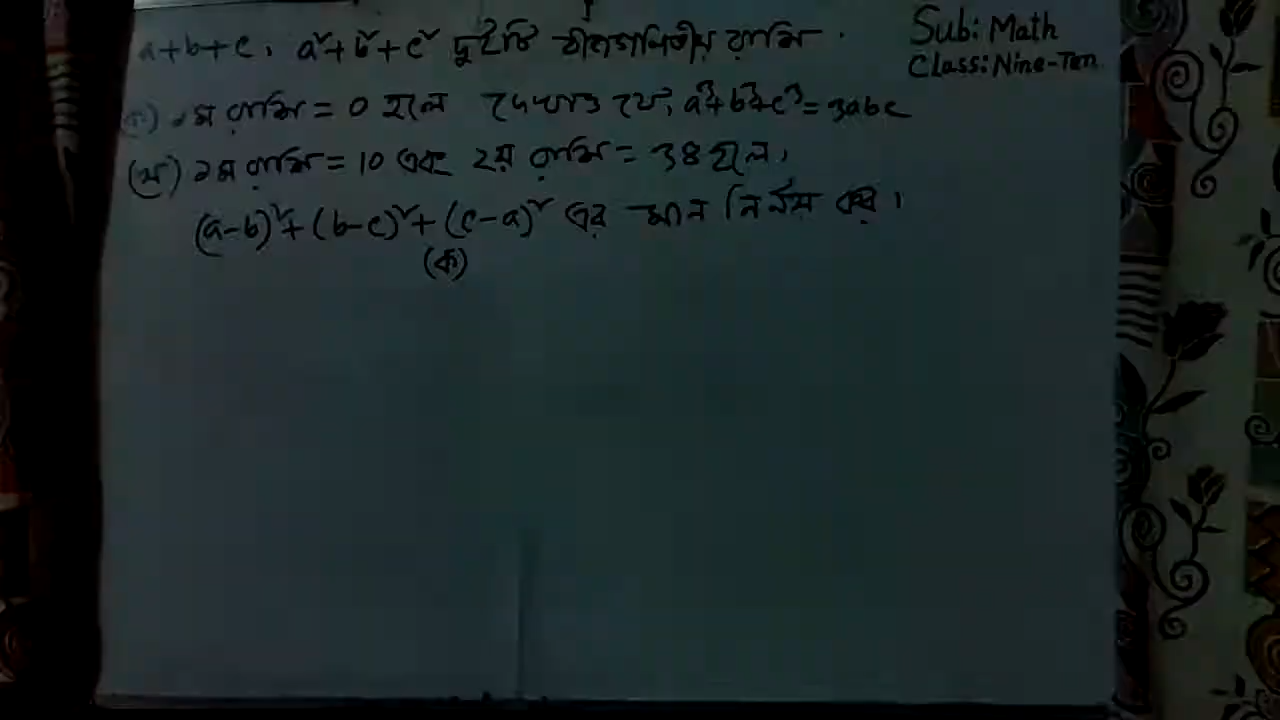 a+b+c, a²+b²+c² দুইটি বীজগাণিতীয় রাশি.
Sub: Math
Class: Nine-Ten
(ক) ১ম রাশি = 0 হলে দেখাও যে, a³+b³+c³=3abc
(খ) ১ম রাশি = 10 এবং ২য় রাশি = 38 হলে,
(a-b)²+(b-c)²+(c-a)² এর মান নির্ণয় কর।
(ক)